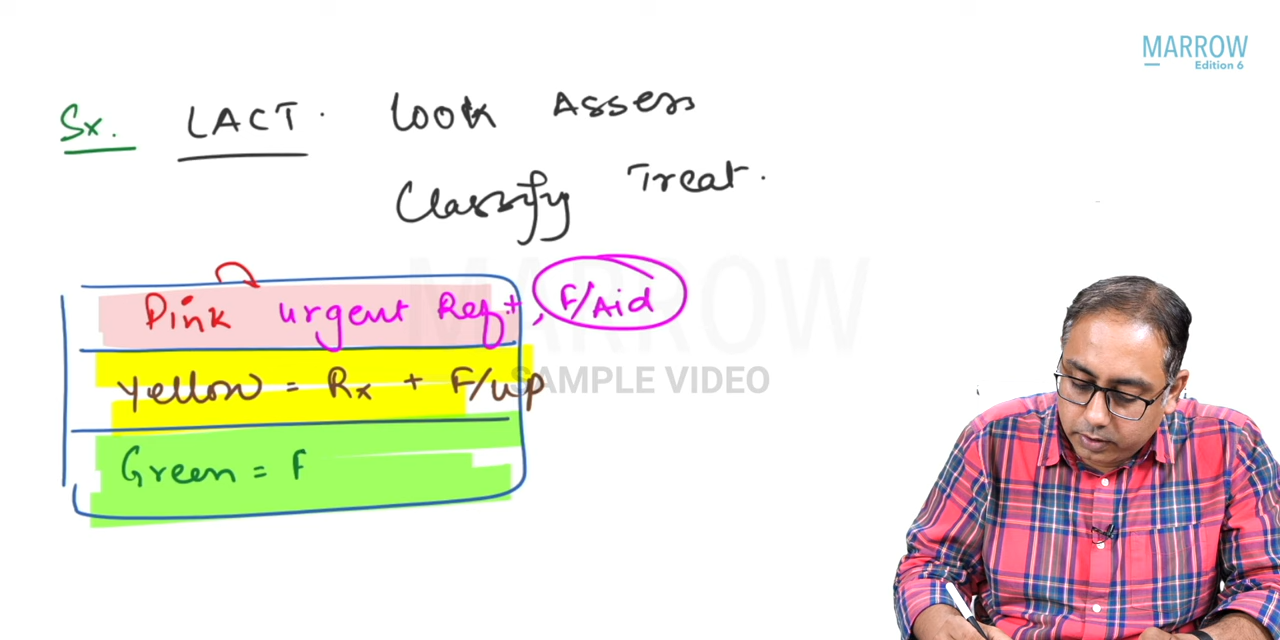 MARROW
Edition 6
Sx. LACT. Look Assess
Classify Treat.
Pink urgent Ref+, F/Aid
Yellow = Rx + F/up
Green = F
MARROW
SAMPLE VIDEO